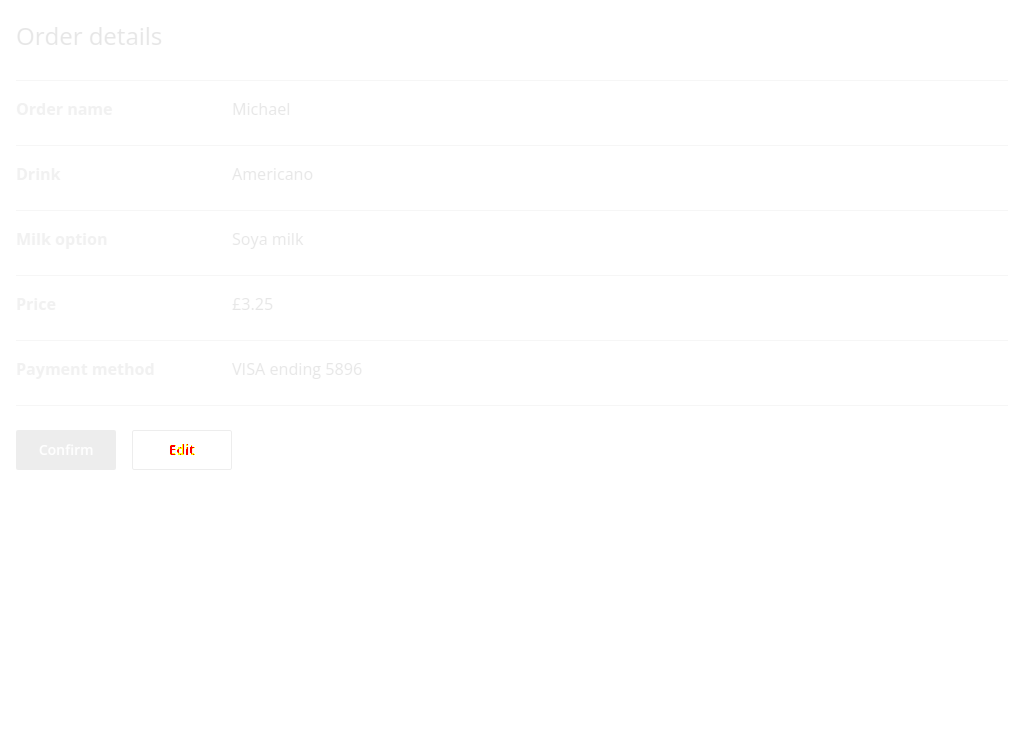 Order details
Order name Michael
Drink Americano
Milk option Soya milk
Price £3.25
Payment method VISA ending 5896
Confirm Edit